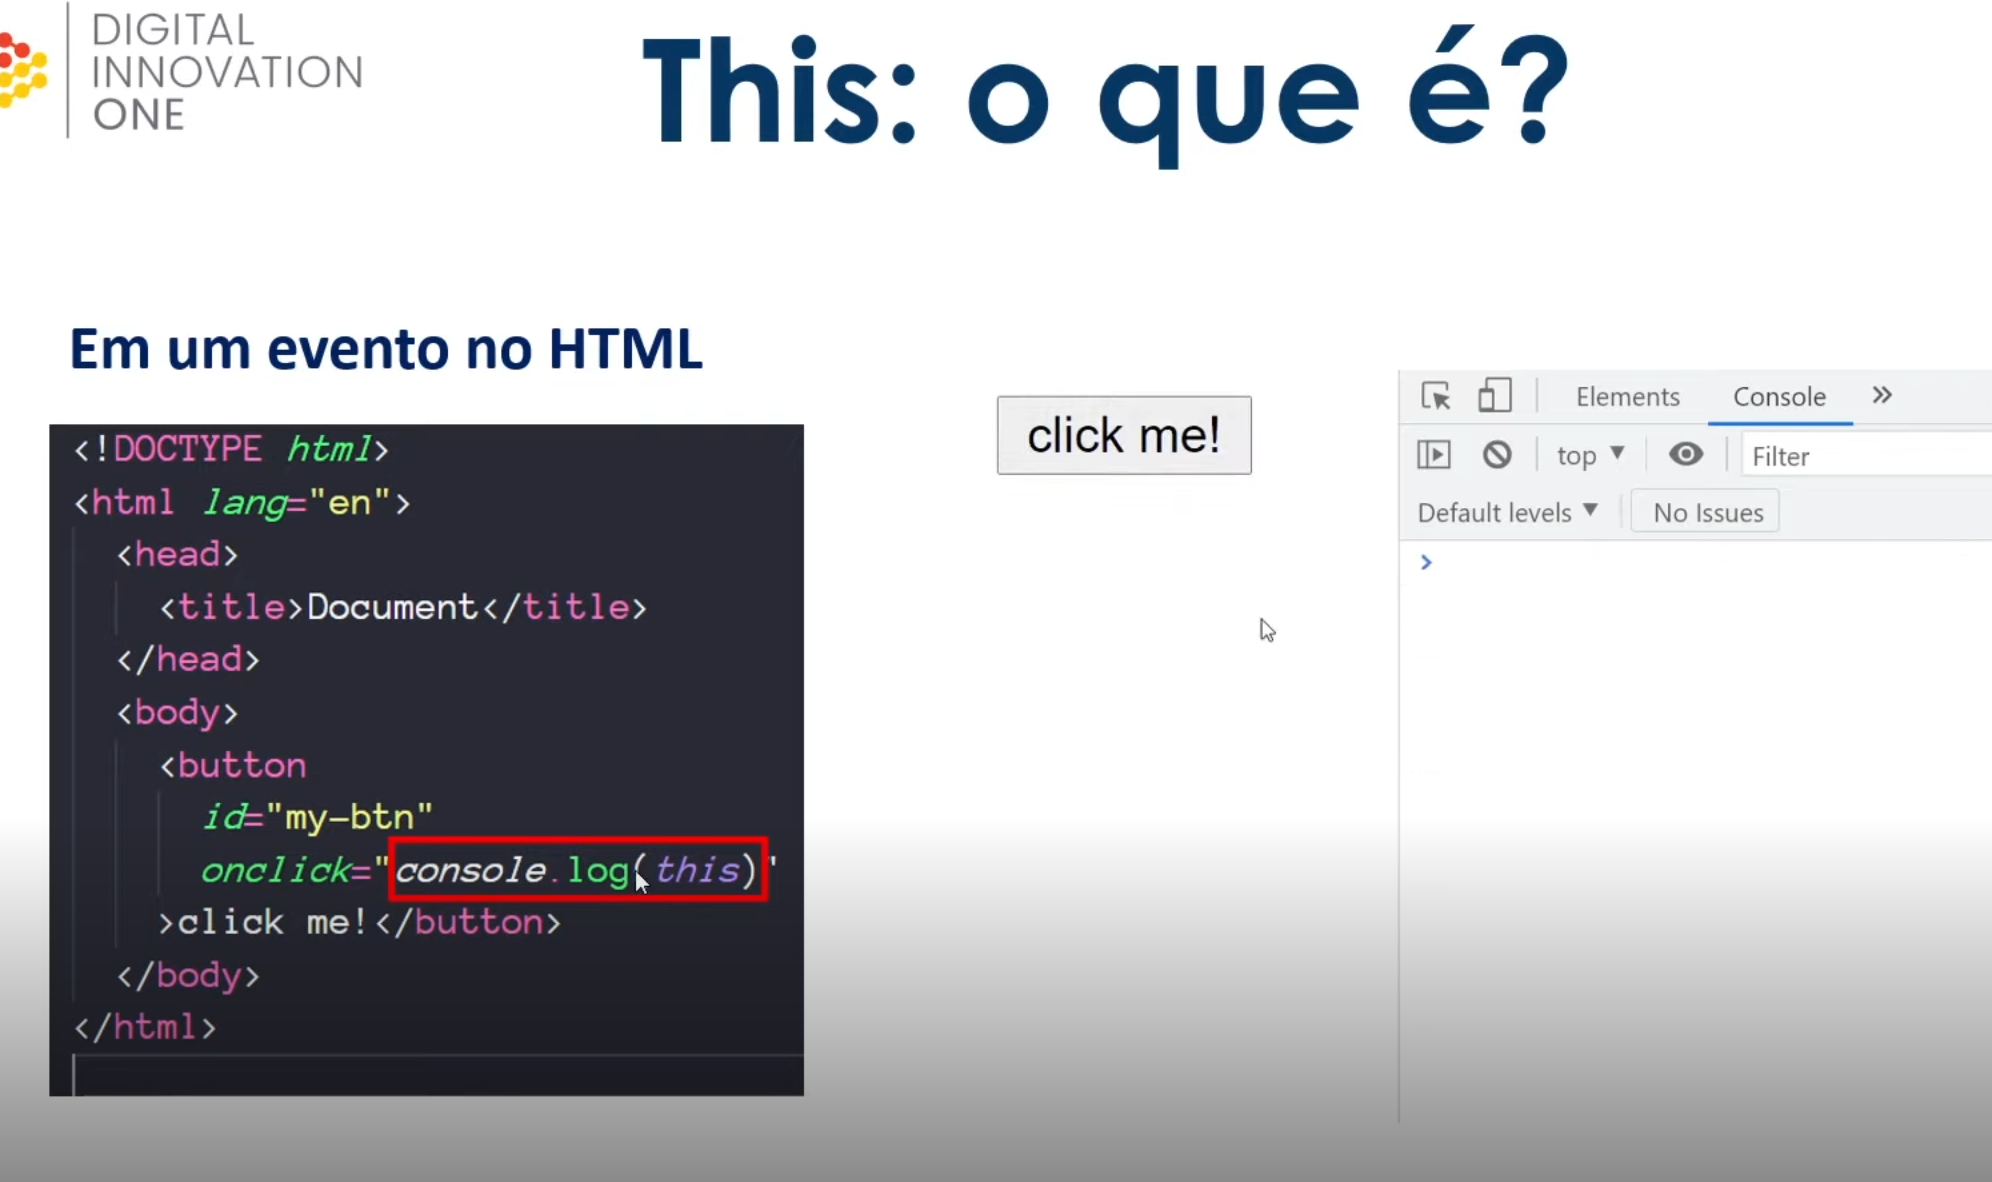 DIGITAL
INNOVATION
ONE
This: o que é?
Em um evento no HTML
<!DOCTYPE html>
<html lang="en">
<head>
<title>Document</title>
</head>
<body>
<button
id="my-btn"
onclick="console.log(this)"
>click me!</button>
</body>
</html>
click me!
Elements Console »
top ▼ Filter
Default levels ▼ No Issues
>